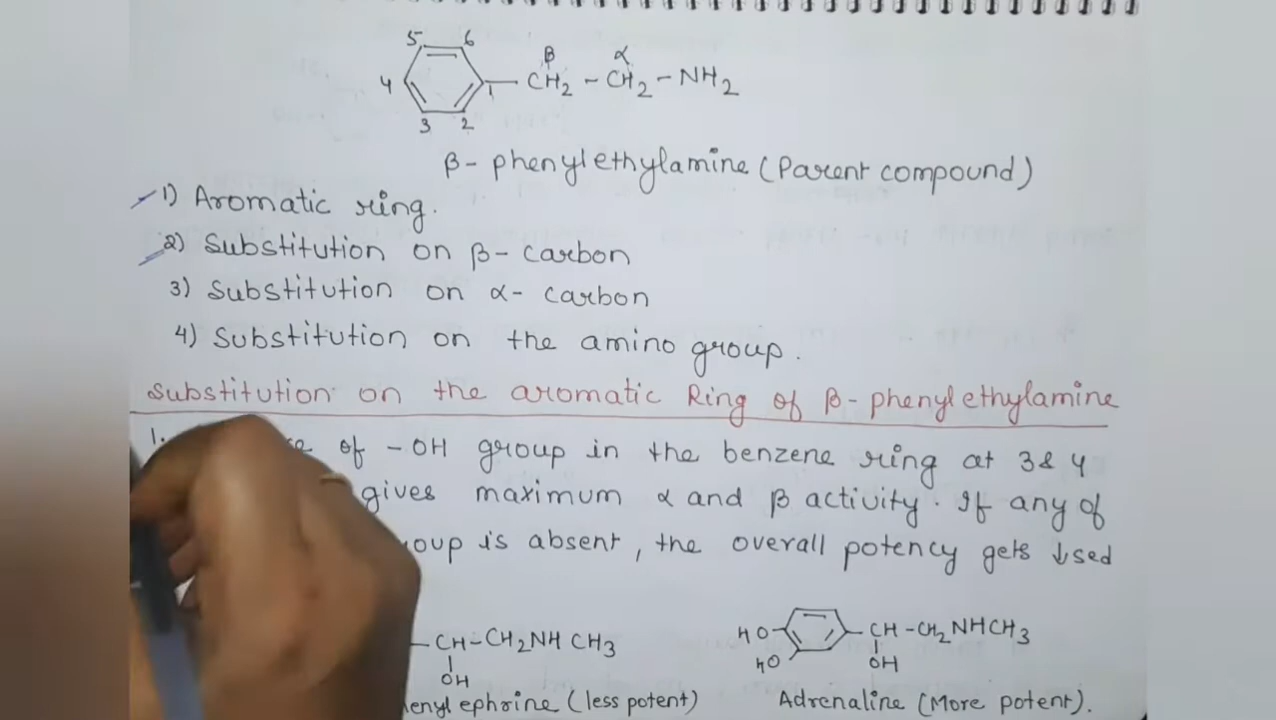 5 6
β α
4 1 CH2 - CH2 - NH2
3 2
β- phenylethylamine (Parent compound)
1) Aromatic ring.
2) Substitution on β- carbon
3) Substitution on α- carbon
4) Substitution on the amino group.
Substitution on the aromatic Ring of β-phenylethylamine
1. of -OH group in the benzene ring at 3 & 4
gives maximum α and β activity. If any of
is absent, the overall potency gets ↓sed
CH-CH2NH CH3 HO CH-CH2NHCH3
OH HO OH
(less potent) Adrenaline (More potent).